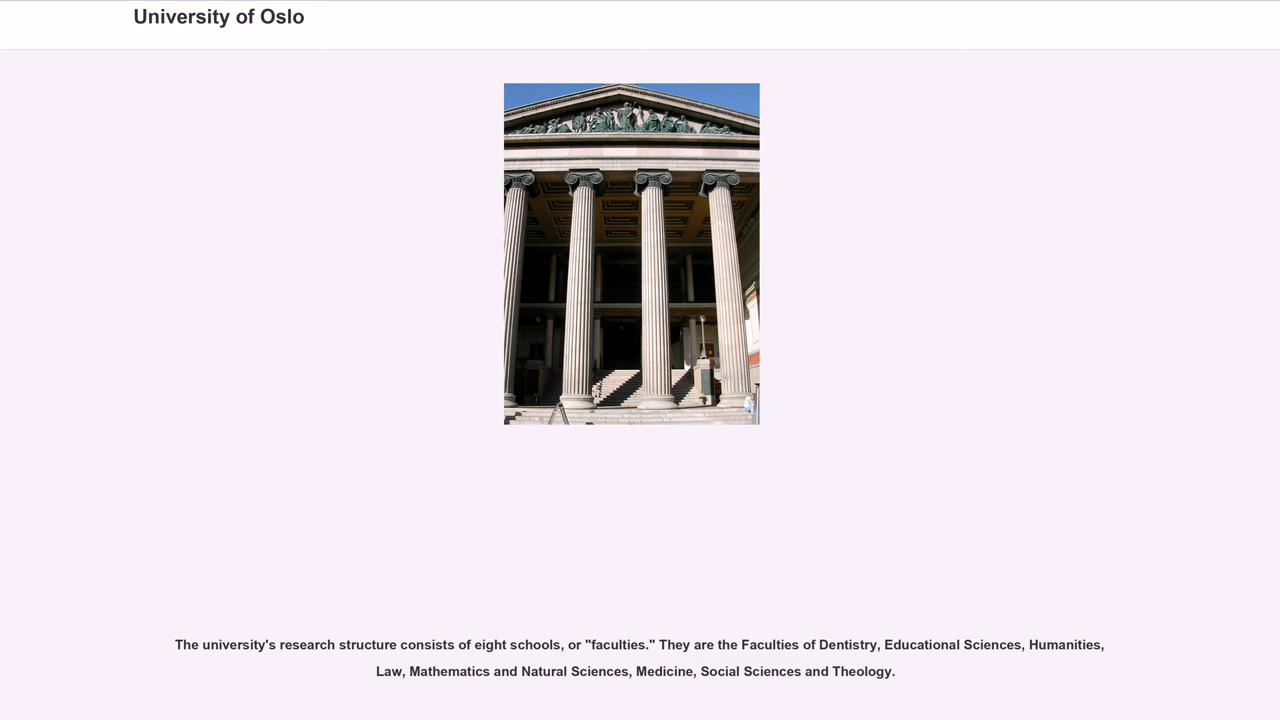 University of Oslo
The university's research structure consists of eight schools, or "faculties." They are the Faculties of Dentistry, Educational Sciences, Humanities,
Law, Mathematics and Natural Sciences, Medicine, Social Sciences and Theology.